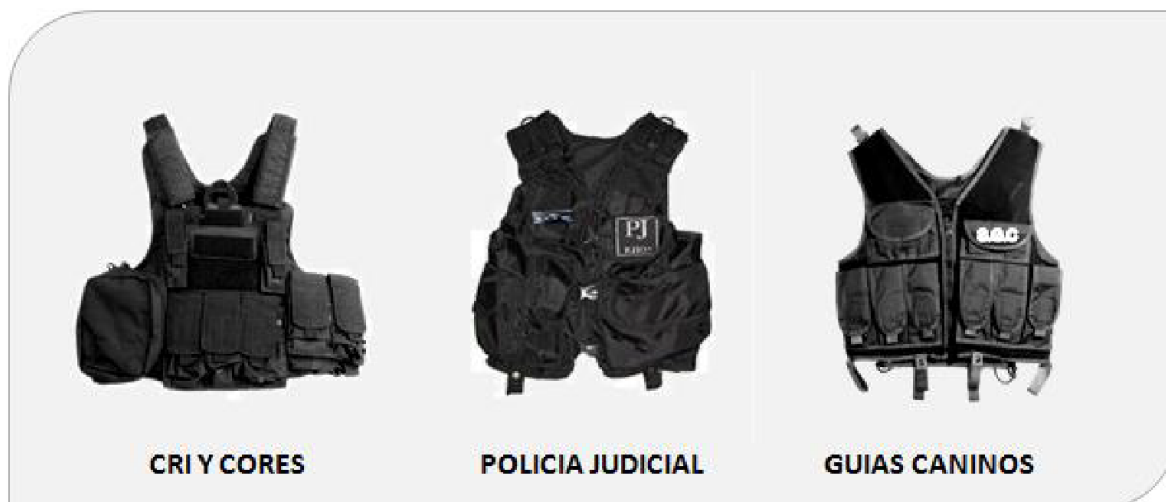 PJ
S.G.C
CRI Y CORES
POLICIA JUDICIAL
GUIAS CANINOS